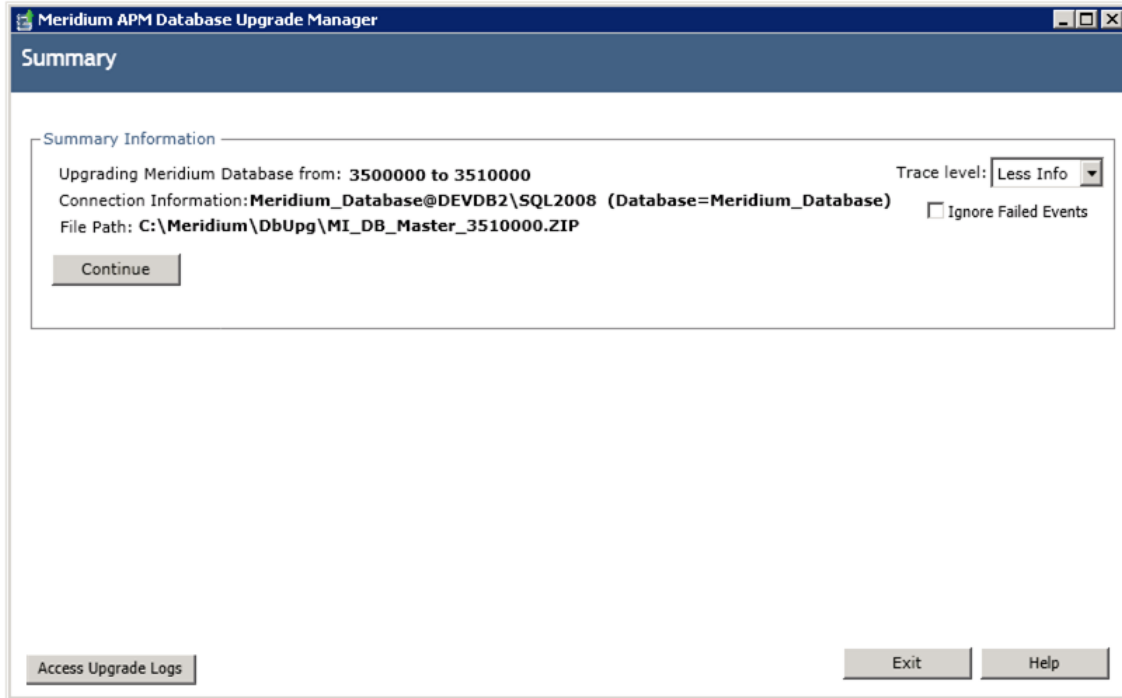 Meridium APM Database Upgrade Manager
Summary
Summary Information
Upgrading Meridium Database from: 3500000 to 3510000
Trace level: Less Info
Connection Information:Meridium_Database@DEVDB2\SQL2008 (Database=Meridium_Database)
Ignore Failed Events
File Path: C:\Meridium\DbUpg\MI_DB_Master_3510000.ZIP
Continue
Access Upgrade Logs
Exit
Help